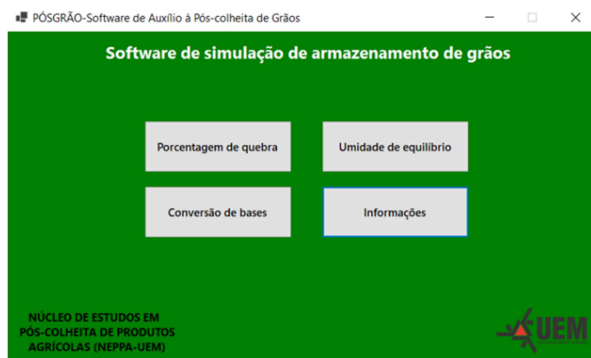 PÓSGRÃO-Software de Auxílio à Pós-colheita de Grãos
Software de simulação de armazenamento de grãos
Porcentagem de quebra
Umidade de equilíbrio
Conversão de bases
Informações
NÚCLEO DE ESTUDOS EM
PÓS-COLHEITA DE PRODUTOS
AGRÍCOLAS (NEPPA-UEM)
UEM